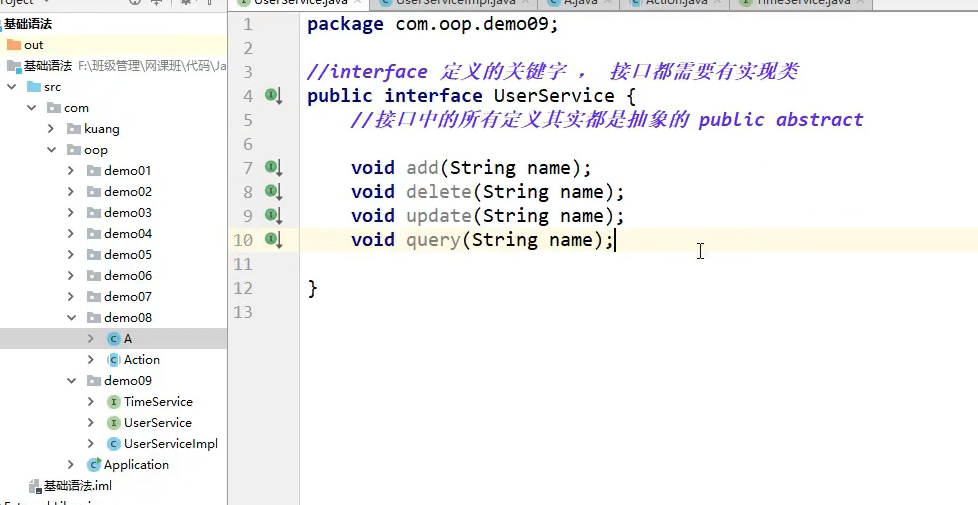 UserService.java
UserServiceImpl.java
A.java
Action.java
TimeService.java
基础语法
out
基础语法 F:\班级管理\网课班\代码\Ja
src
com
kuang
oop
demo01
demo02
demo03
demo04
demo05
demo06
demo07
demo08
A
Action
demo09
TimeService
UserService
UserServiceImpl
Application
基础语法.iml
1 package com.oop.demo09;
2
3 //interface 定义的关键字 ， 接口都需要有实现类
4 public interface UserService {
5 //接口中的所有定义其实都是抽象的 public abstract
6
7 void add(String name);
8 void delete(String name);
9 void update(String name);
10 void query(String name);
11
12 }
13